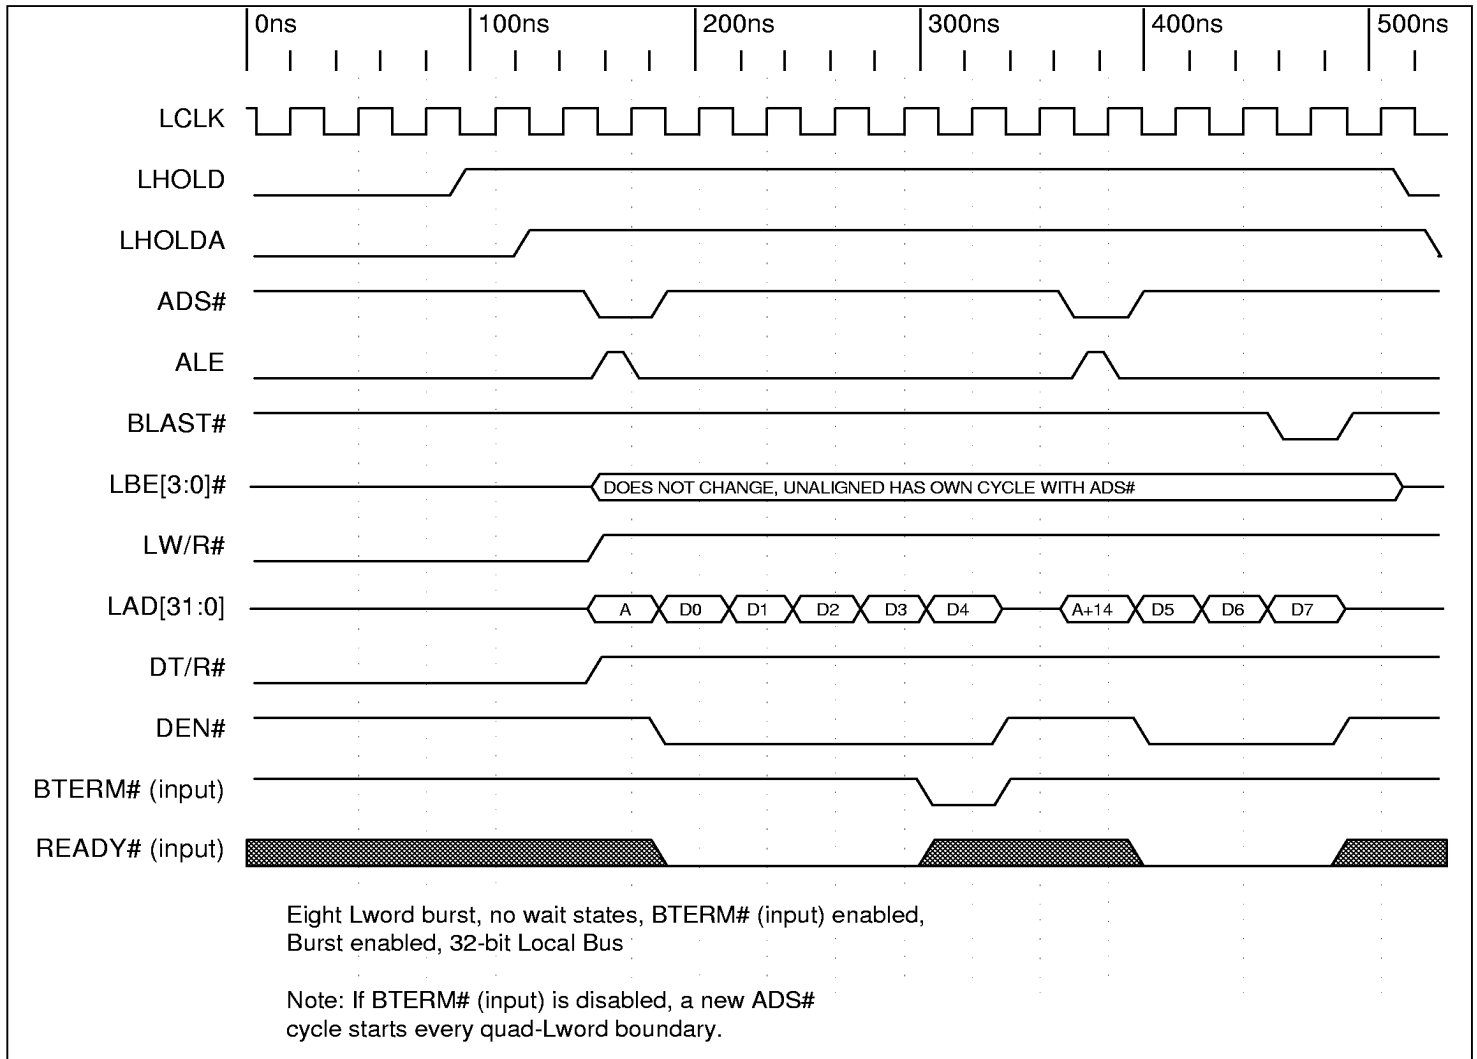 0ns 100ns 200ns 300ns 400ns 500ns
LCLK
LHOLD
LHOLDA
ADS#
ALE
BLAST#
LBE[3:0]# DOES NOT CHANGE, UNALIGNED HAS OWN CYCLE WITH ADS#
LW/R#
LAD[31:0] A D0 D1 D2 D3 D4 A+14 D5 D6 D7
DT/R#
DEN#
BTERM# (input)
READY# (input)
Eight Lword burst, no wait states, BTERM# (input) enabled,
Burst enabled, 32-bit Local Bus
Note: If BTERM# (input) is disabled, a new ADS#
cycle starts every quad-Lword boundary.